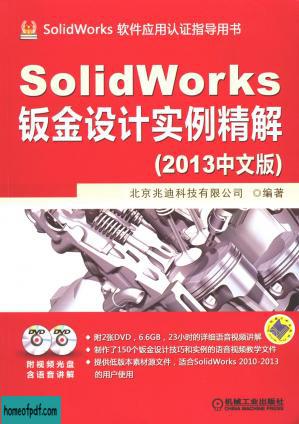 SolidWorks 软件应用认证指导用书
SolidWorks
钣金设计实例精解
(2013中文版)
北京兆迪科技有限公司 编著
DVD DVD
附视频光盘
含语音讲解
附2张DVD，6.6GB，23小时的详细语音视频讲解
制作了150个钣金设计技巧和实例的语音视频教学文件
提供低版本素材源文件，适合SolidWorks 2010-2013
的用户使用
机械工业出版社
CHINA MACHINE PRESS
homeofpdf.com